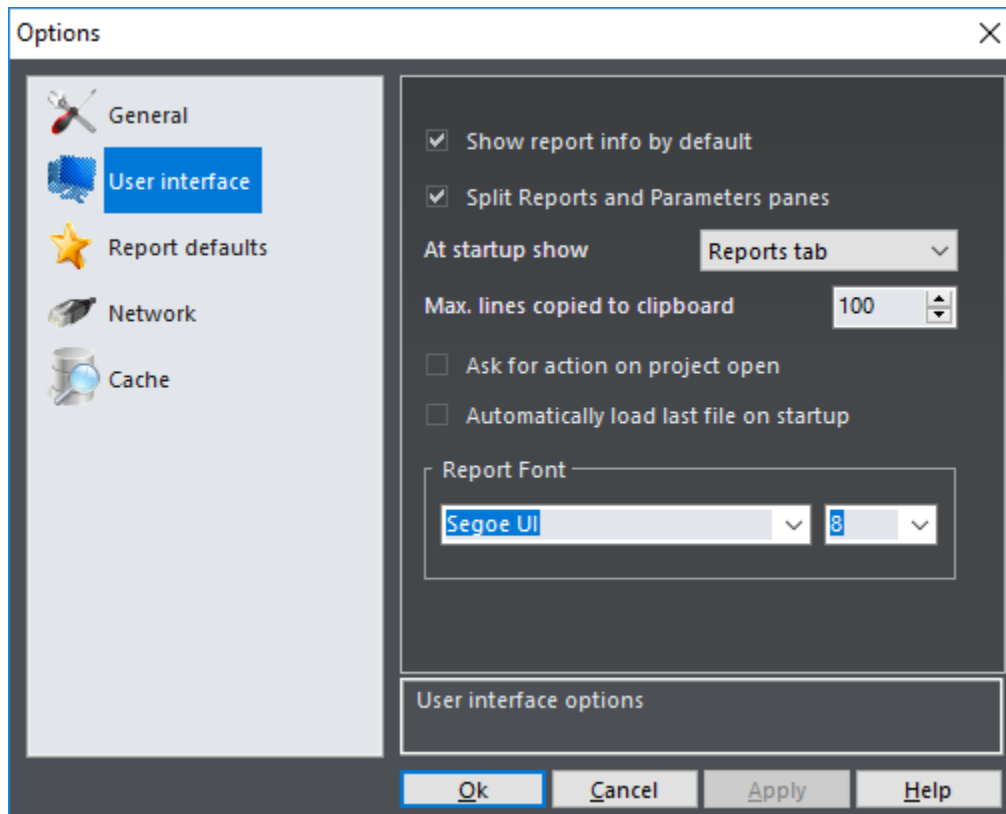 Options
General
User interface
Report defaults
Network
Cache
Show report info by default
Split Reports and Parameters panes
At startup show Reports tab
Max. lines copied to clipboard 100
Ask for action on project open
Automatically load last file on startup
Report Font
Segoe UI 8
User interface options
Ok Cancel Apply Help